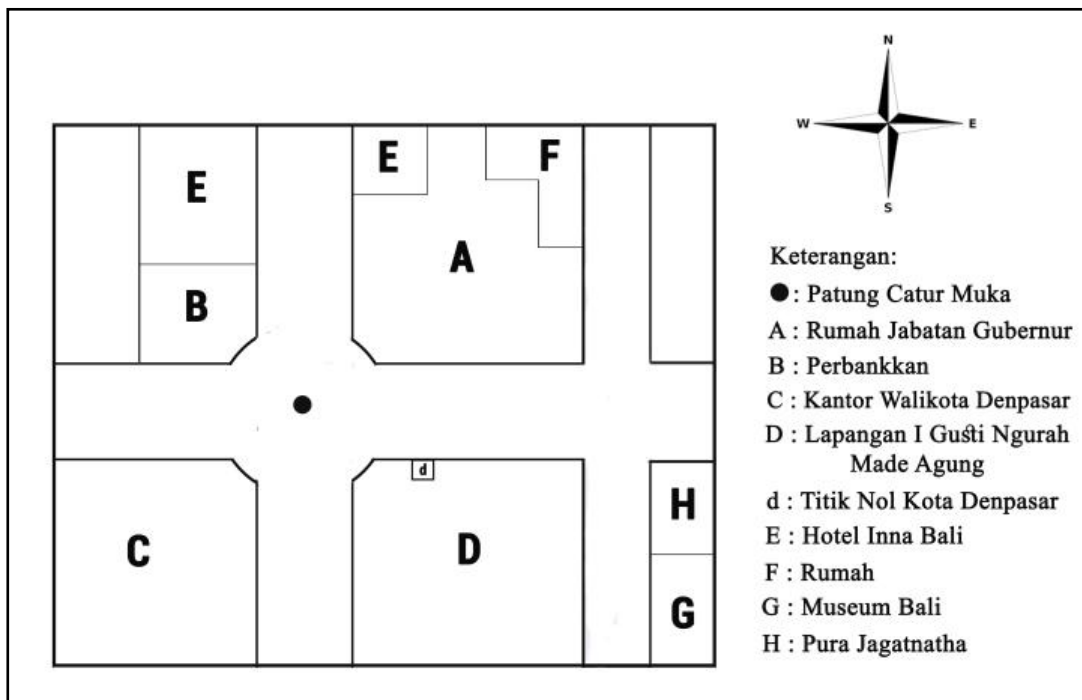 N
W E
S
E
E
F
A
B
d
C
D
H
G
Keterangan:
● : Patung Catur Muka
A : Rumah Jabatan Gubernur
B : Perbankkan
C : Kantor Walikota Denpasar
D : Lapangan I Gusti Ngurah
Made Agung
d : Titik Nol Kota Denpasar
E : Hotel Inna Bali
F : Rumah
G : Museum Bali
H : Pura Jagatnatha